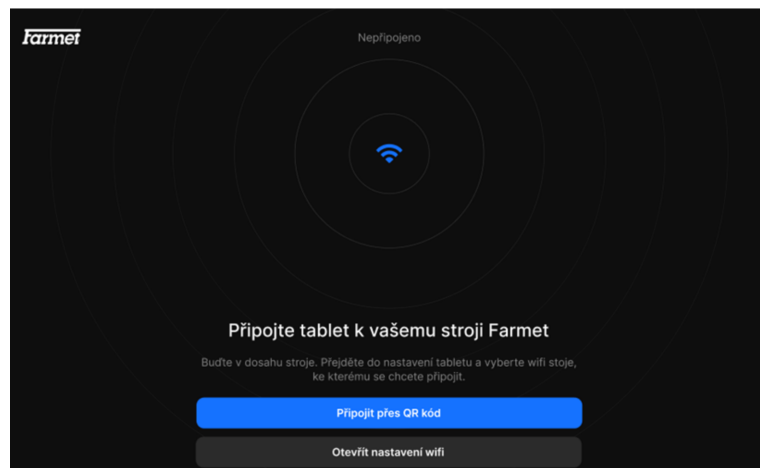 Farmet
Nepřipojeno
Připojte tablet k vašemu stroji Farmet
Buďte v dosahu stroje. Přejděte do nastavení tabletu a vyberte wifi stoje,
ke kterému se chcete připojit.
Připojit přes QR kód
Otevřít nastavení wifi